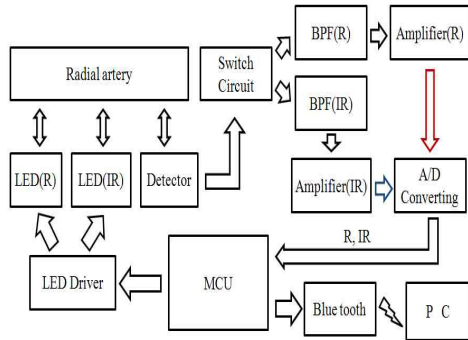 BPF(R)
Amplifier(R)
Radial artery
Switch
Circuit
BPF(IR)
LED(R)
LED(IR)
Detector
Amplifier(IR)
A/D
Converting
R, IR
LED Driver
MCU
Blue tooth
P C